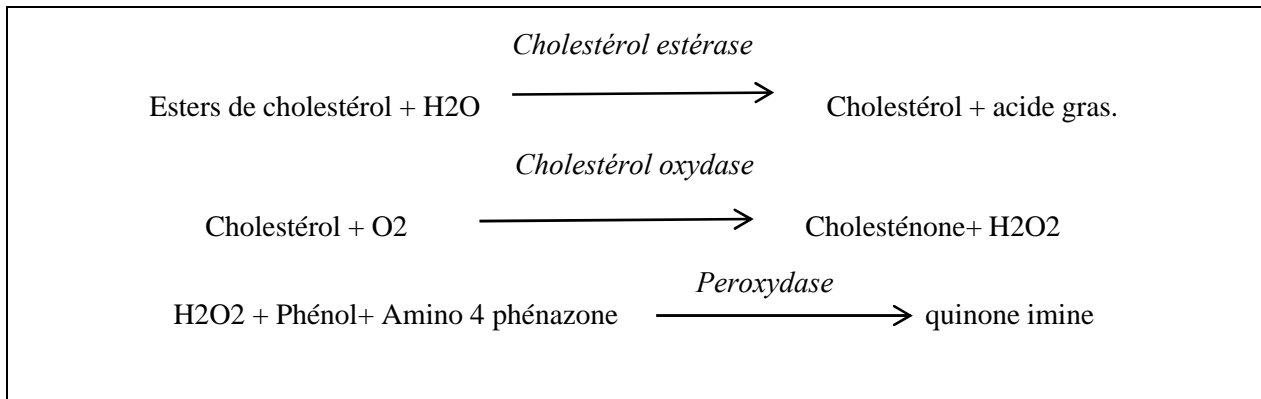 Cholestérol estérase
Esters de cholestérol + H2O Cholestérol + acide gras.
Cholestérol oxydase
Cholestérol + O2 Cholesténone+ H2O2
Peroxydase
H2O2 + Phénol+ Amino 4 phénazone quinone imine